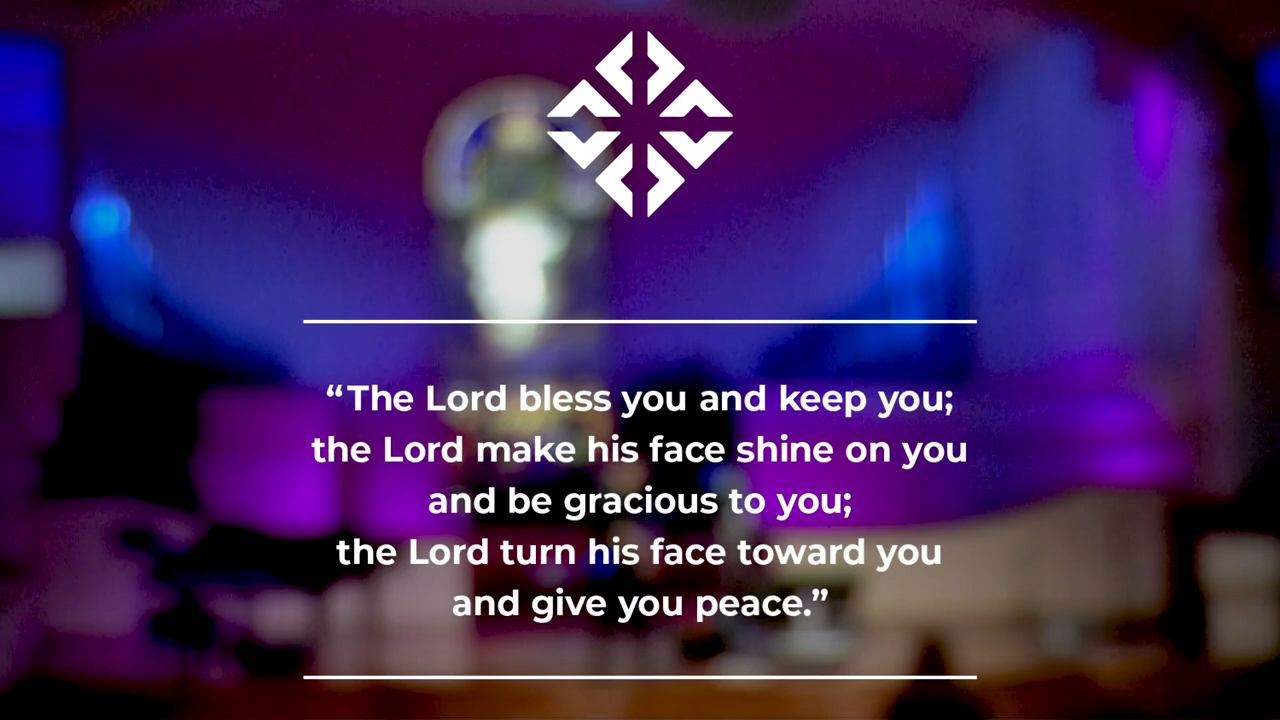 “The Lord bless you and keep you;
the Lord make his face shine on you
and be gracious to you;
the Lord turn his face toward you
and give you peace.”